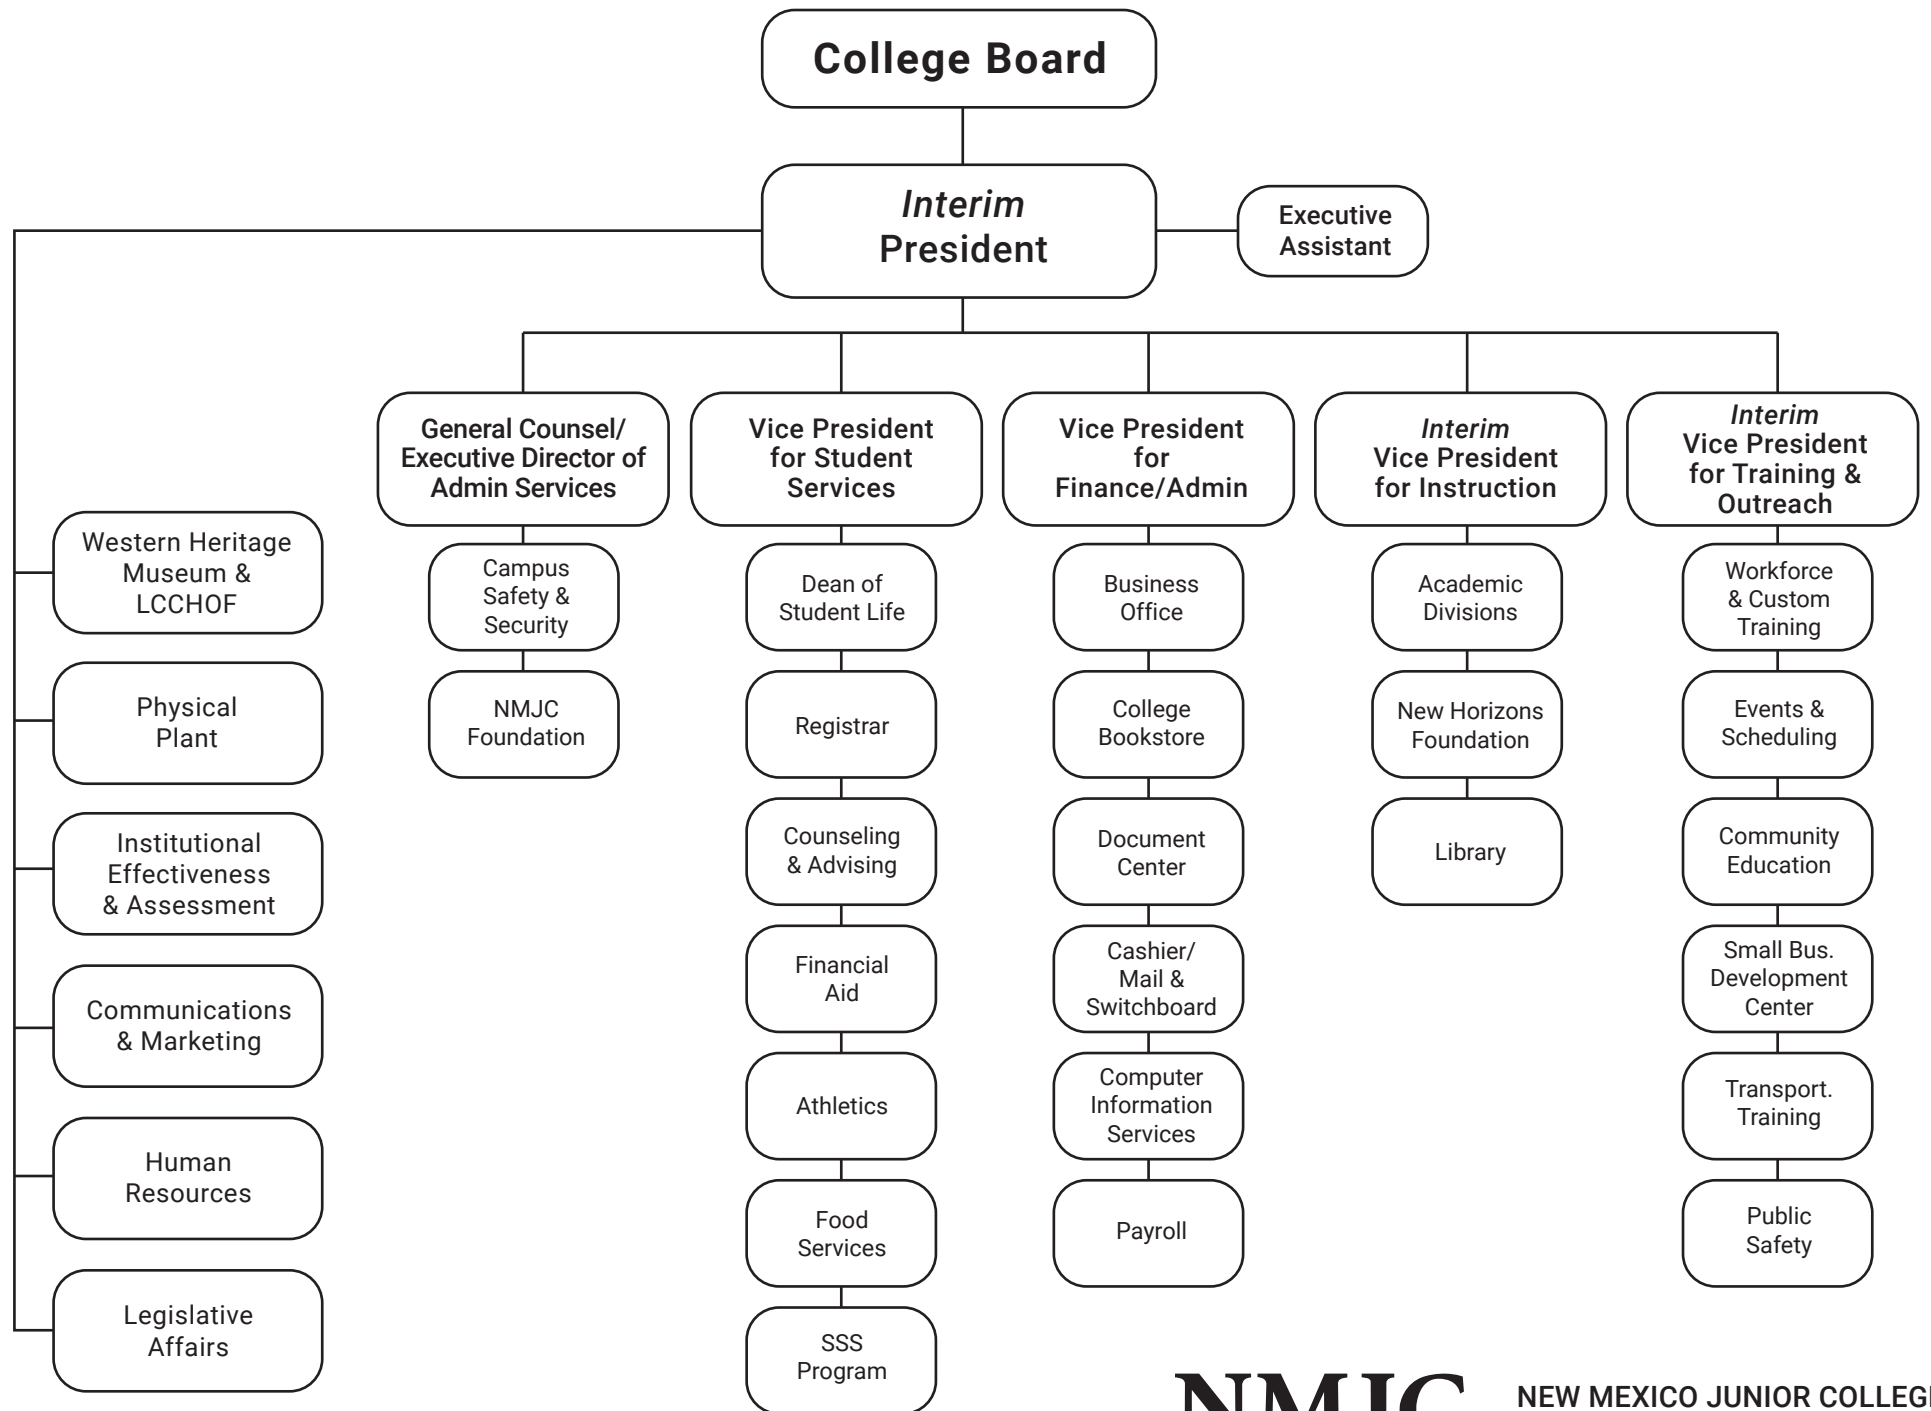 College Board
Interim
President
Executive
Assistant
General Counsel/
Executive Director of
Admin Services
Vice President
for Student
Services
Vice President
for
Finance/Admin
Interim
Vice President
for Instruction
Interim
Vice President
for Training &
Outreach
Western Heritage
Museum &
LCCHOF
Physical
Plant
Institutional
Effectiveness
& Assessment
Communications
& Marketing
Human
Resources
Legislative
Affairs
Campus
Safety &
Security
NMJC
Foundation
Dean of
Student Life
Registrar
Counseling
& Advising
Financial
Aid
Athletics
Food
Services
SSS
Program
Business
Office
College
Bookstore
Document
Center
Cashier/
Mail &
Switchboard
Computer
Information
Services
Payroll
Academic
Divisions
New Horizons
Foundation
Library
Workforce
& Custom
Training
Events &
Scheduling
Community
Education
Small Bus.
Development
Center
Transport.
Training
Public
Safety
NMJC
NEW MEXICO JUNIOR COLLEGE